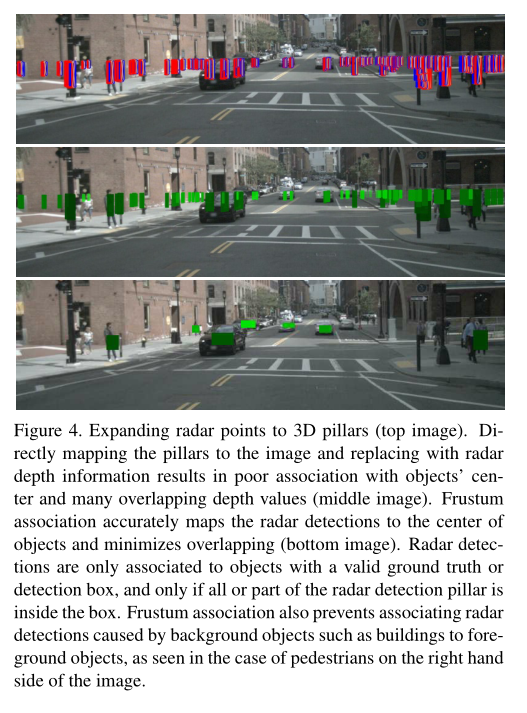 Figure 4. Expanding radar points to 3D pillars (top image). Di-
rectly mapping the pillars to the image and replacing with radar
depth information results in poor association with objects' cen-
ter and many overlapping depth values (middle image). Frustum
association accurately maps the radar detections to the center of
objects and minimizes overlapping (bottom image). Radar detec-
tions are only associated to objects with a valid ground truth or
detection box, and only if all or part of the radar detection pillar is
inside the box. Frustum association also prevents associating radar
detections caused by background objects such as buildings to fore-
ground objects, as seen in the case of pedestrians on the right hand
side of the image.